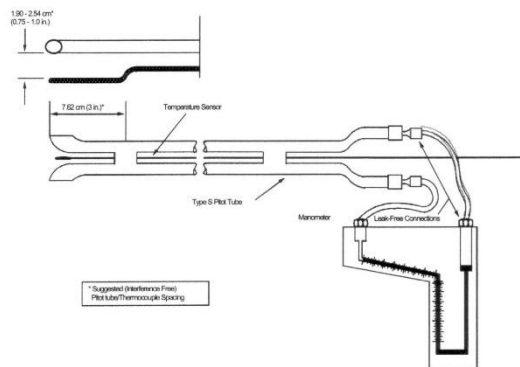 1.90 - 2.54 cm*
(0.75 - 1.0 in.)
7.62 cm (3 in.)*
Temperature Sensor
Type S Pitot Tube
Manometer
Leak-Free Connections
* Suggested (Interference Free)
Pitot tube/Thermocouple Spacing